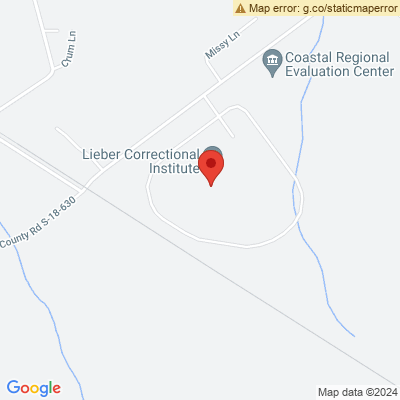 Map error: g.co/staticmaperror
Missy Ln
Crum Ln
Coastal Regional
Evaluation Center
Lieber Correctional
Institute
County Rd S-18-630
Google
Map data ©2024